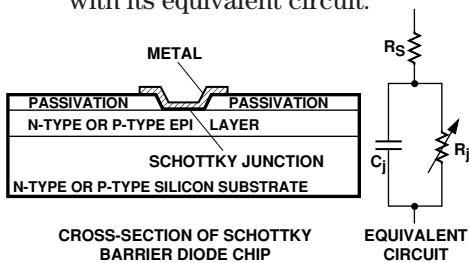 with its equivalent circuit.
METAL
PASSIVATION PASSIVATION
N-TYPE OR P-TYPE EPI LAYER
SCHOTTKY JUNCTION
N-TYPE OR P-TYPE SILICON SUBSTRATE
CROSS-SECTION OF SCHOTTKY
BARRIER DIODE CHIP
RS
Cj
Rj
EQUIVALENT
CIRCUIT